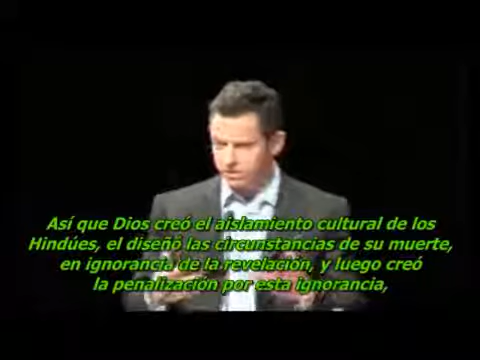 Así que Dios creó el aislamiento cultural de los
Hindúes, el diseñó las circunstancias de su muerte,
en ignorancia de la revelación, y luego creó
la penalización por esta ignorancia,